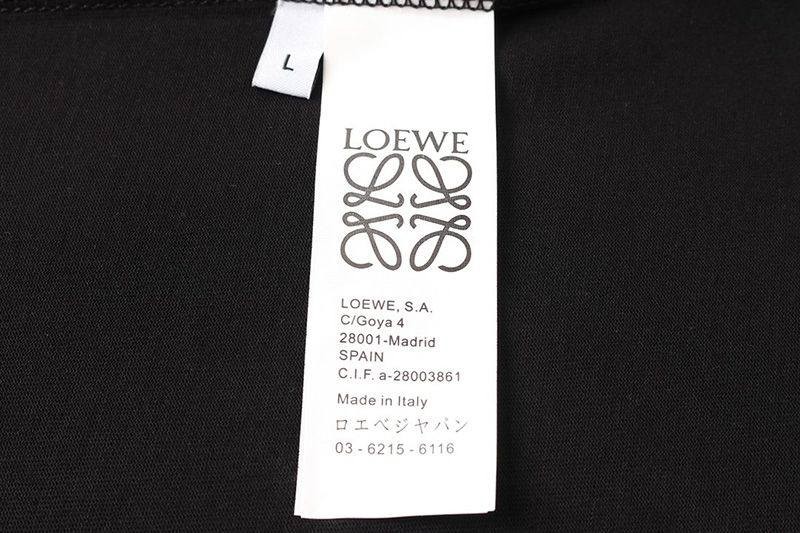 L
LOEWE
LOEWE, S.A.
C/Goya 4
28001-Madrid
SPAIN
C.I.F. a-28003861
Made in Italy
ロエベジャパン
03 - 6215 - 6116